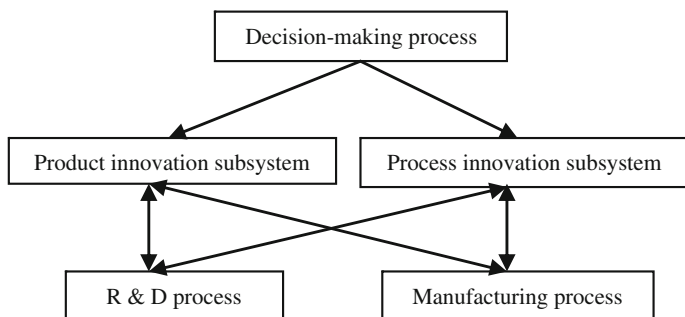 Decision-making process
Product innovation subsystem
Process innovation subsystem
R & D process
Manufacturing process